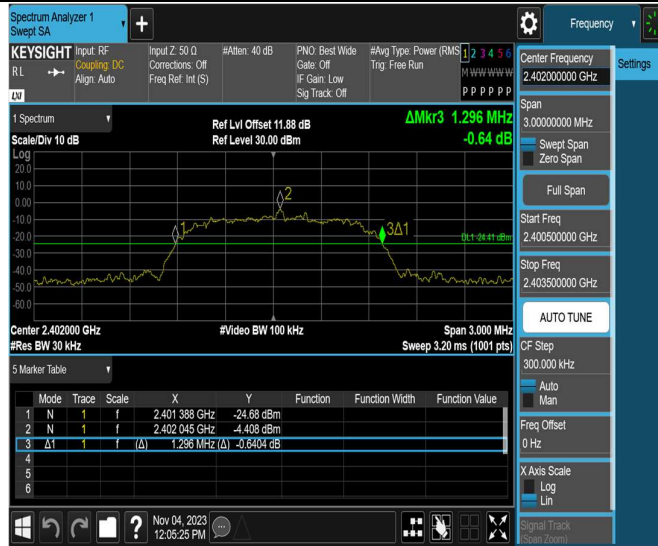 Spectrum Analyzer 1
Swept SA
Frequency
KEYSIGHT
RL
LXI
Input: RF
Coupling: DC
Align: Auto
Input Z: 50 Ω
Corrections: Off
Freq Ref: Int (S)
#Atten: 40 dB
PNO: Best Wide
Gate: Off
IF Gain: Low
Sig Track: Off
#Avg Type: Power (RMS
Trig: Free Run
1 2 3 4 5 6
M W W W W W
P P P P P P
1 Spectrum
Scale/Div 10 dB
Ref Lvl Offset 11.88 dB
Ref Level 30.00 dBm
ΔMkr3 1.296 MHz
-0.64 dB
Log
20.0
10.0
0.00
-10.0
-20.0
-30.0
-40.0
-50.0
-60.0
1
2
3Δ1
DL1 -24.41 dBm
Center 2.402000 GHz
#Video BW 100 kHz
Span 3.000 MHz
#Res BW 30 kHz
Sweep 3.20 ms (1001 pts)
5 Marker Table
Mode Trace Scale X Y Function Function Width Function Value
1 N 1 f 2.401 388 GHz -24.68 dBm
2 N 1 f 2.402 045 GHz -4.408 dBm
3 Δ1 1 f (Δ) 1.296 MHz (Δ) -0.6404 dB
4
5
6
Nov 04, 2023
12:05:25 PM
Center Frequency
2.402000000 GHz
Settings
Span
3.00000000 MHz
Swept Span
Zero Span
Full Span
Start Freq
2.400500000 GHz
Stop Freq
2.403500000 GHz
AUTO TUNE
CF Step
300.000 kHz
Auto
Man
Freq Offset
0 Hz
X Axis Scale
Log
Lin
Signal Track
(Span Zoom)